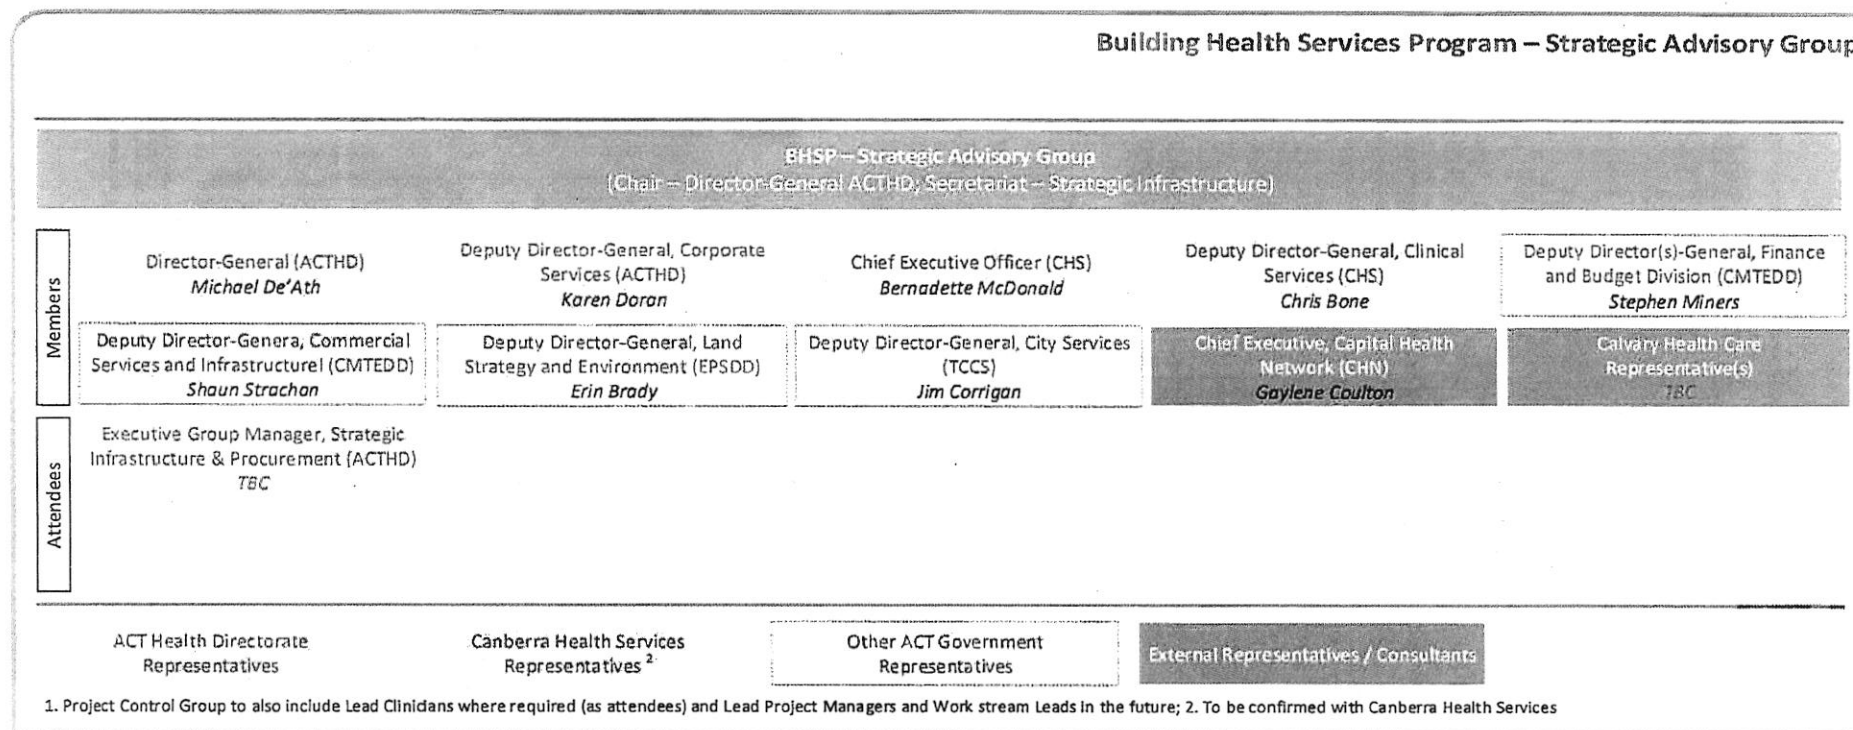 Building Health Services Program – Strategic Advisory Group
BHSP – Strategic Advisory Group
(Chair – Director-General ACTHD; Secretariat – Strategic Infrastructure)
Members
Director-General (ACTHD)
Michael De'Ath
Deputy Director-General, Corporate
Services (ACTHD)
Karen Doran
Chief Executive Officer (CHS)
Bernadette McDonald
Deputy Director-General, Clinical
Services (CHS)
Chris Bone
Deputy Director(s)-General, Finance
and Budget Division (CMTEDD)
Stephen Miners
Deputy Director-Genera, Commercial
Services and Infrastructurel (CMTEDD)
Shaun Strachan
Deputy Director-General, Land
Strategy and Environment (EPSDD)
Erin Brady
Deputy Director-General, City Services
(TCCS)
Jim Corrigan
Chief Executive, Capital Health
Network (CHN)
Gaylene Coulton
Calvary Health Care
Representative(s)
TBC
Attendees
Executive Group Manager, Strategic
Infrastructure & Procurement (ACTHD)
TBC
ACT Health Directorate
Representatives
Canberra Health Services
Representatives 2
Other ACT Government
Representatives
External Representatives / Consultants
1. Project Control Group to also include Lead Clinicians where required (as attendees) and Lead Project Managers and Work stream Leads in the future; 2. To be confirmed with Canberra Health Services